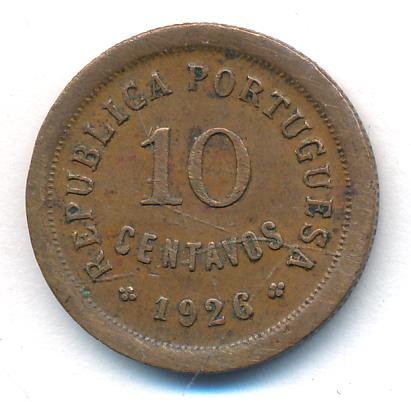 REPUBLICA PORTUGUESA
10
CENTAVOS
1926